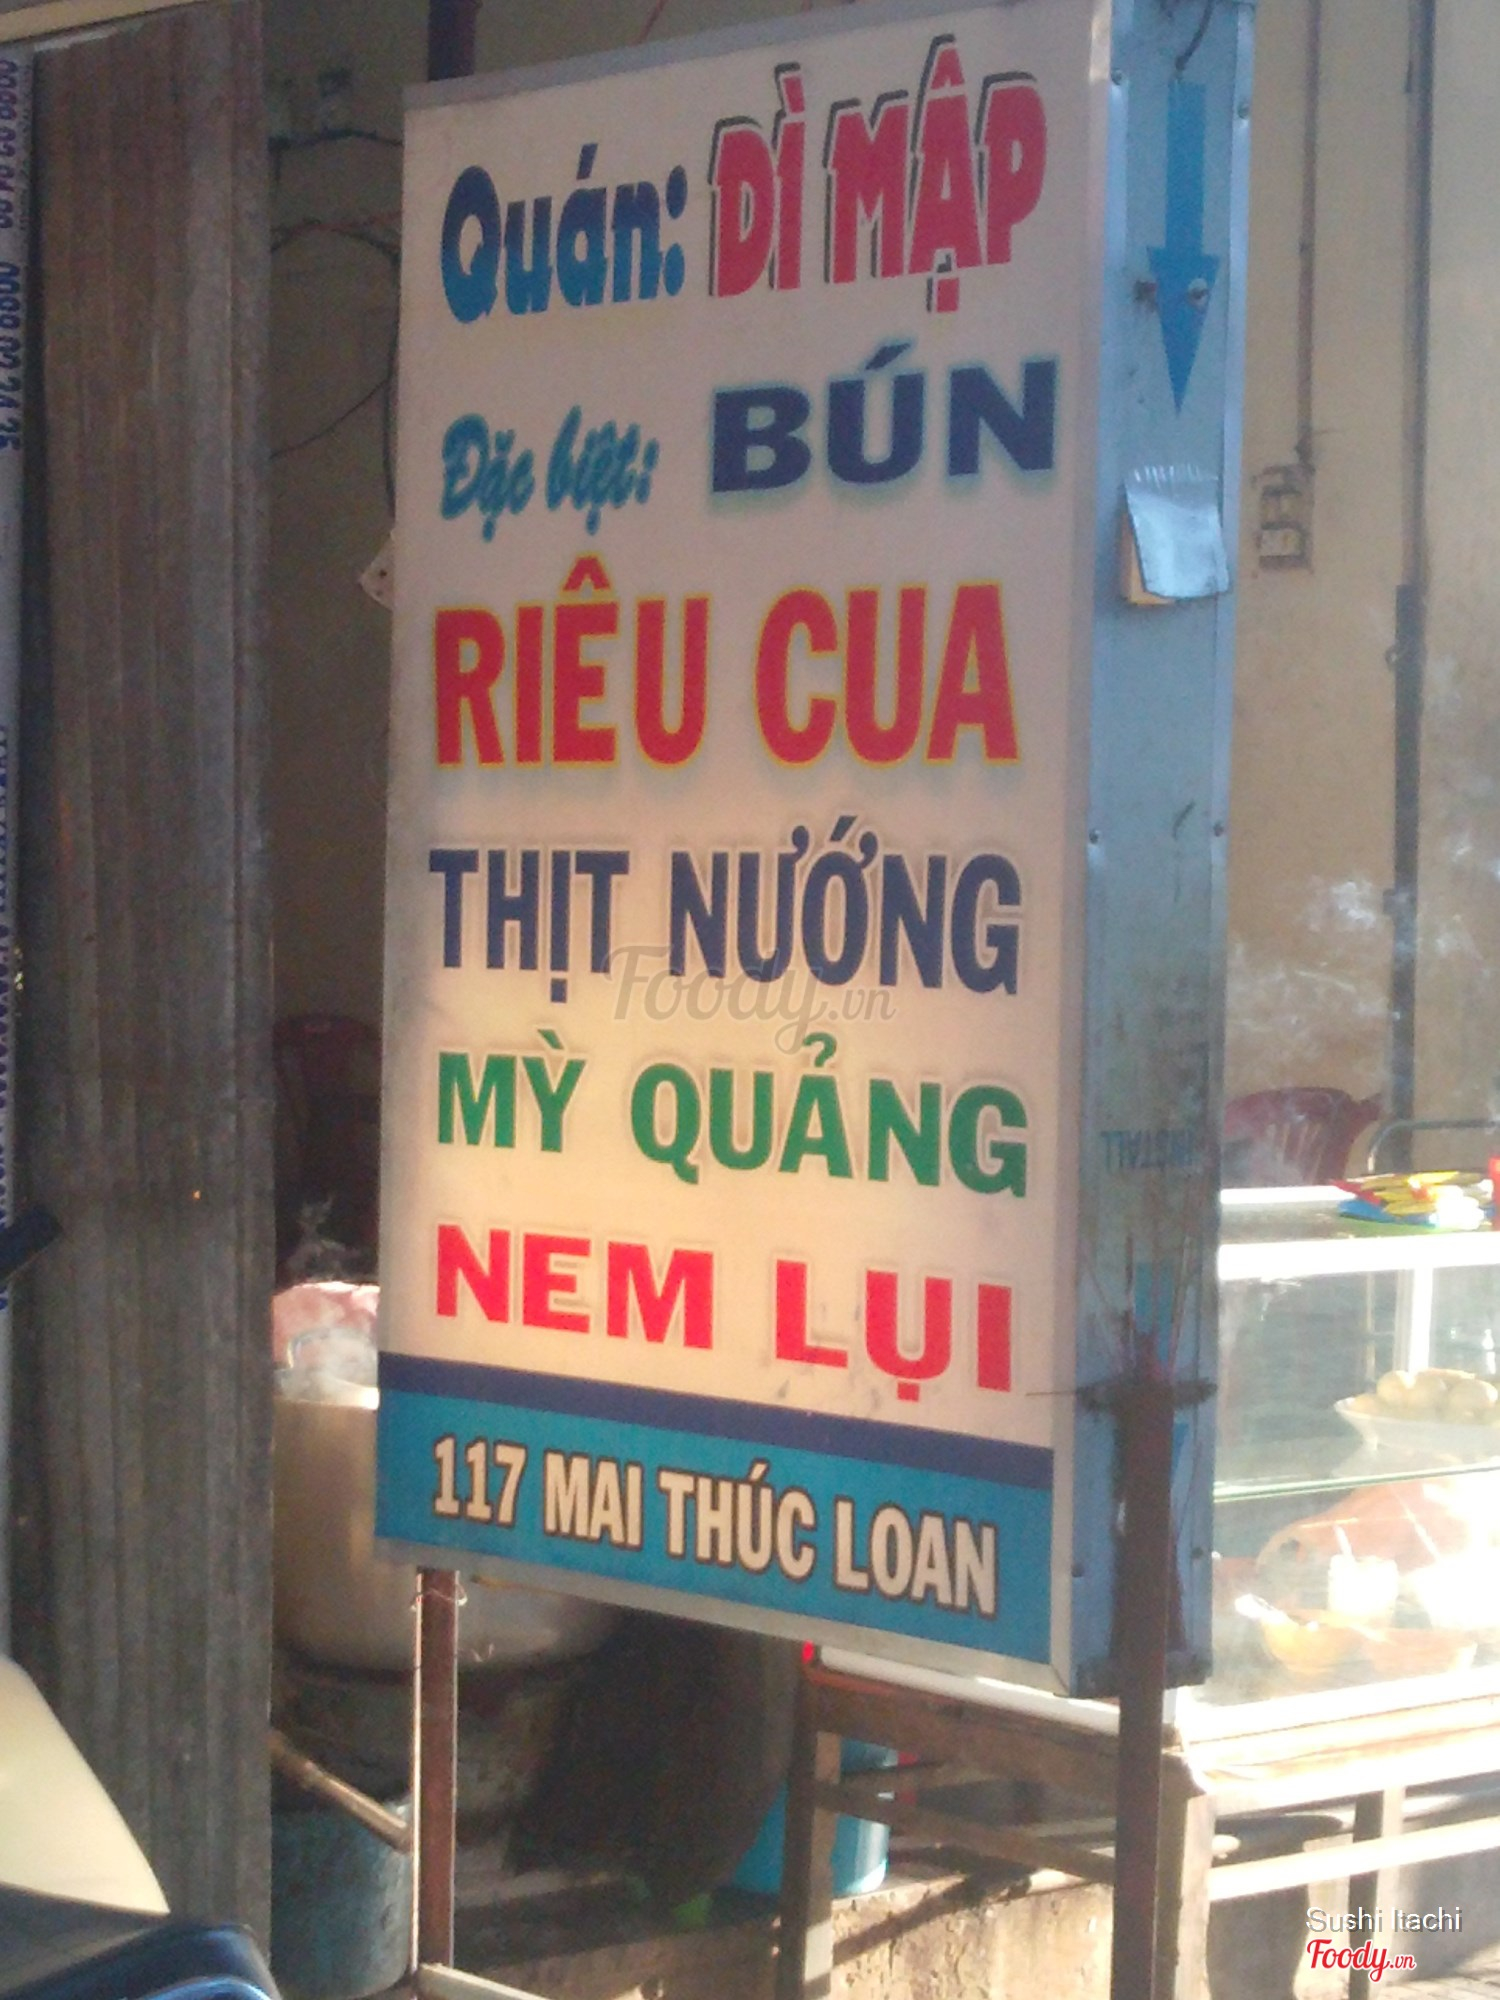 Quán: DÌ MẬP
Đặc biệt: BÚN
RIÊU CUA
THỊT NƯỚNG
MỲ QUẢNG
NEM LỤI
117 MAI THÚC LOAN
Foody.vn
Sushi Itachi
Foody.vn